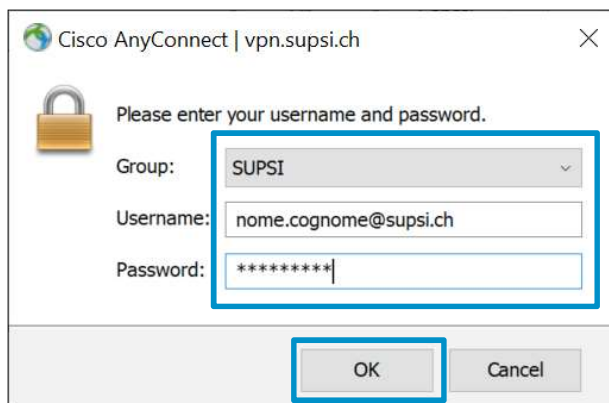 Cisco AnyConnect | vpn.supsi.ch
Please enter your username and password.
Group: SUPSI
Username: nome.cognome@supsi.ch
Password: *********
OK Cancel